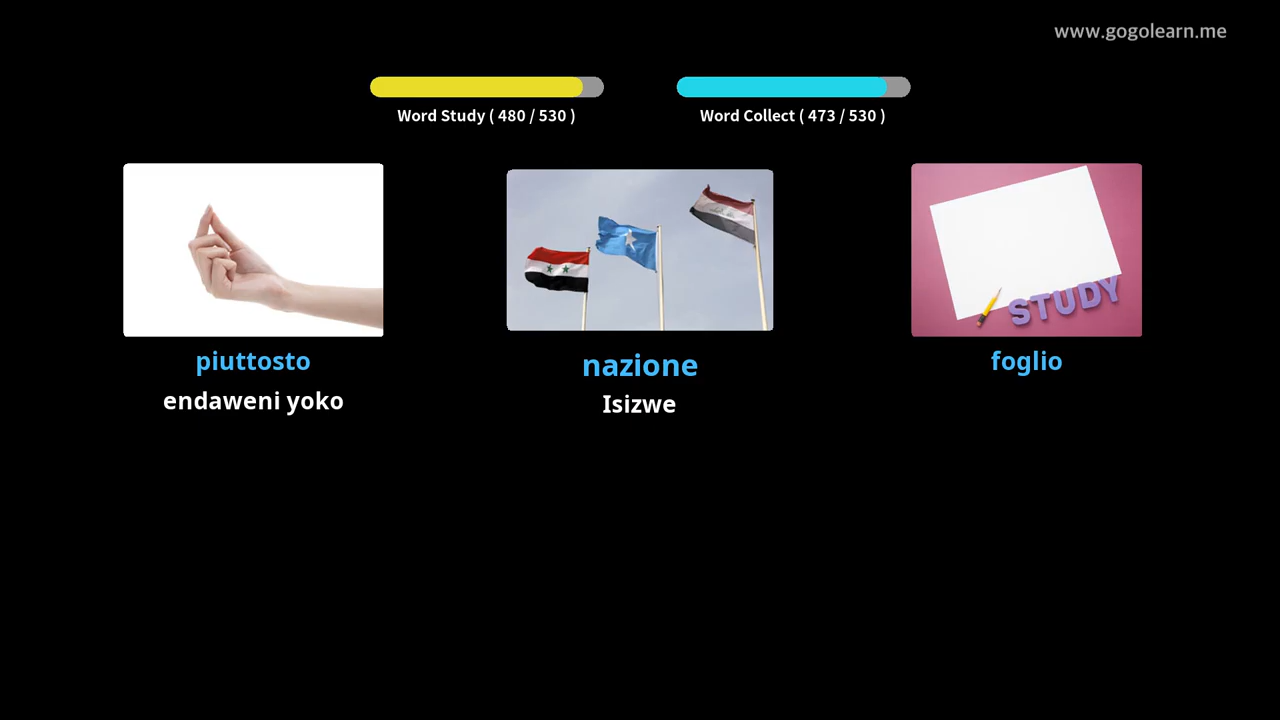 www.gogolearn.me
Word Study ( 480 / 530 )
Word Collect ( 473 / 530 )
STUDY
piuttosto
nazione
foglio
endaweni yoko
Isizwe